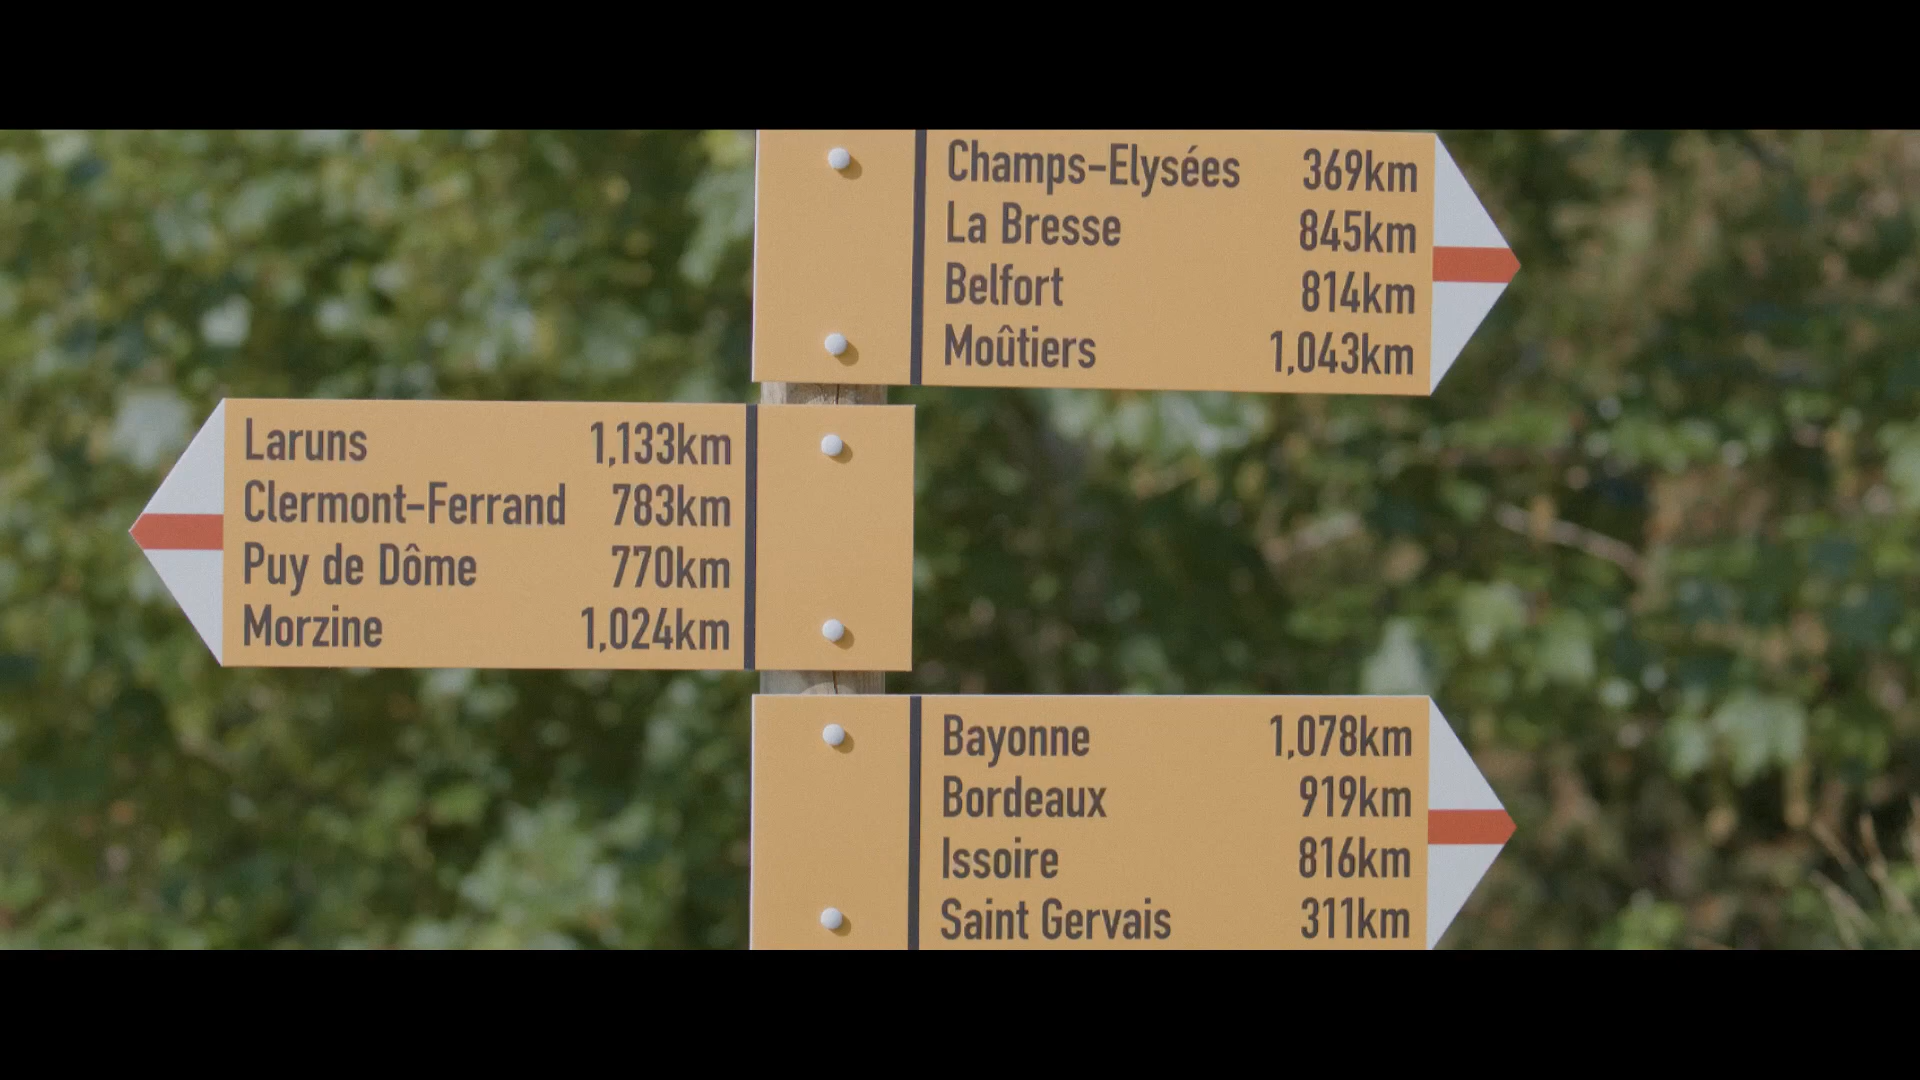 Champs-Elysées 369km
La Bresse 845km
Belfort 814km
Moûtiers 1,043km
Laruns 1,133km
Clermont-Ferrand 783km
Puy de Dôme 770km
Morzine 1,024km
Bayonne 1,078km
Bordeaux 919km
Issoire 816km
Saint Gervais 311km